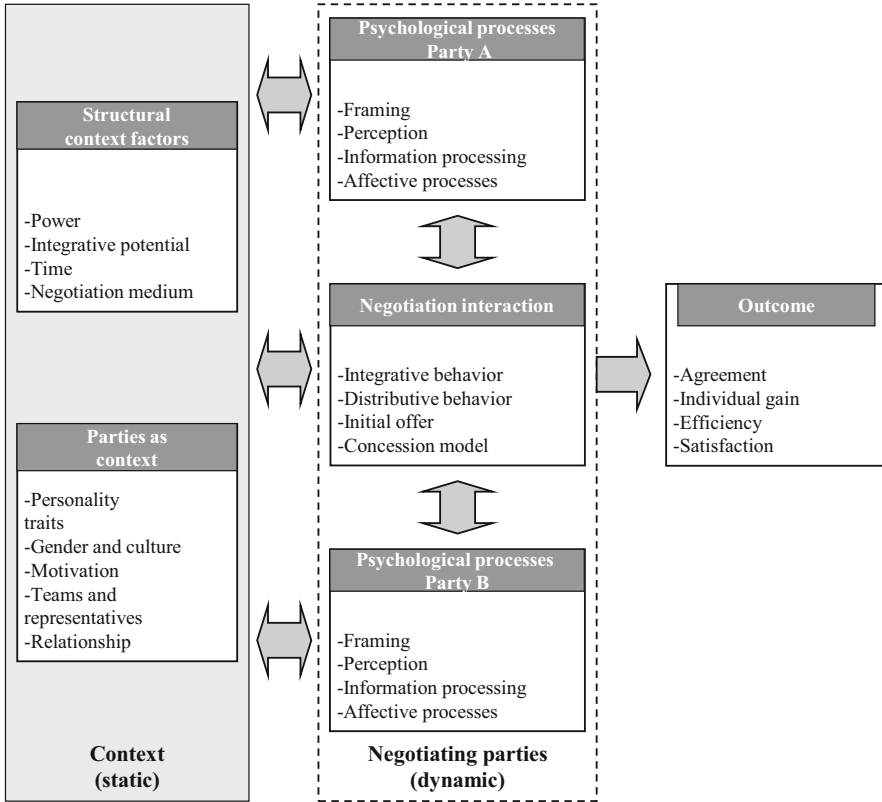 Structural
context factors
-Power
-Integrative potential
-Time
-Negotiation medium
Parties as
context
-Personality
traits
-Gender and culture
-Motivation
-Teams and
representatives
-Relationship
Context
(static)
Psychological processes
Party A
-Framing
-Perception
-Information processing
-Affective processes
Negotiation interaction
-Integrative behavior
-Distributive behavior
-Initial offer
-Concession model
Psychological processes
Party B
-Framing
-Perception
-Information processing
-Affective processes
Negotiating parties
(dynamic)
Outcome
-Agreement
-Individual gain
-Efficiency
-Satisfaction